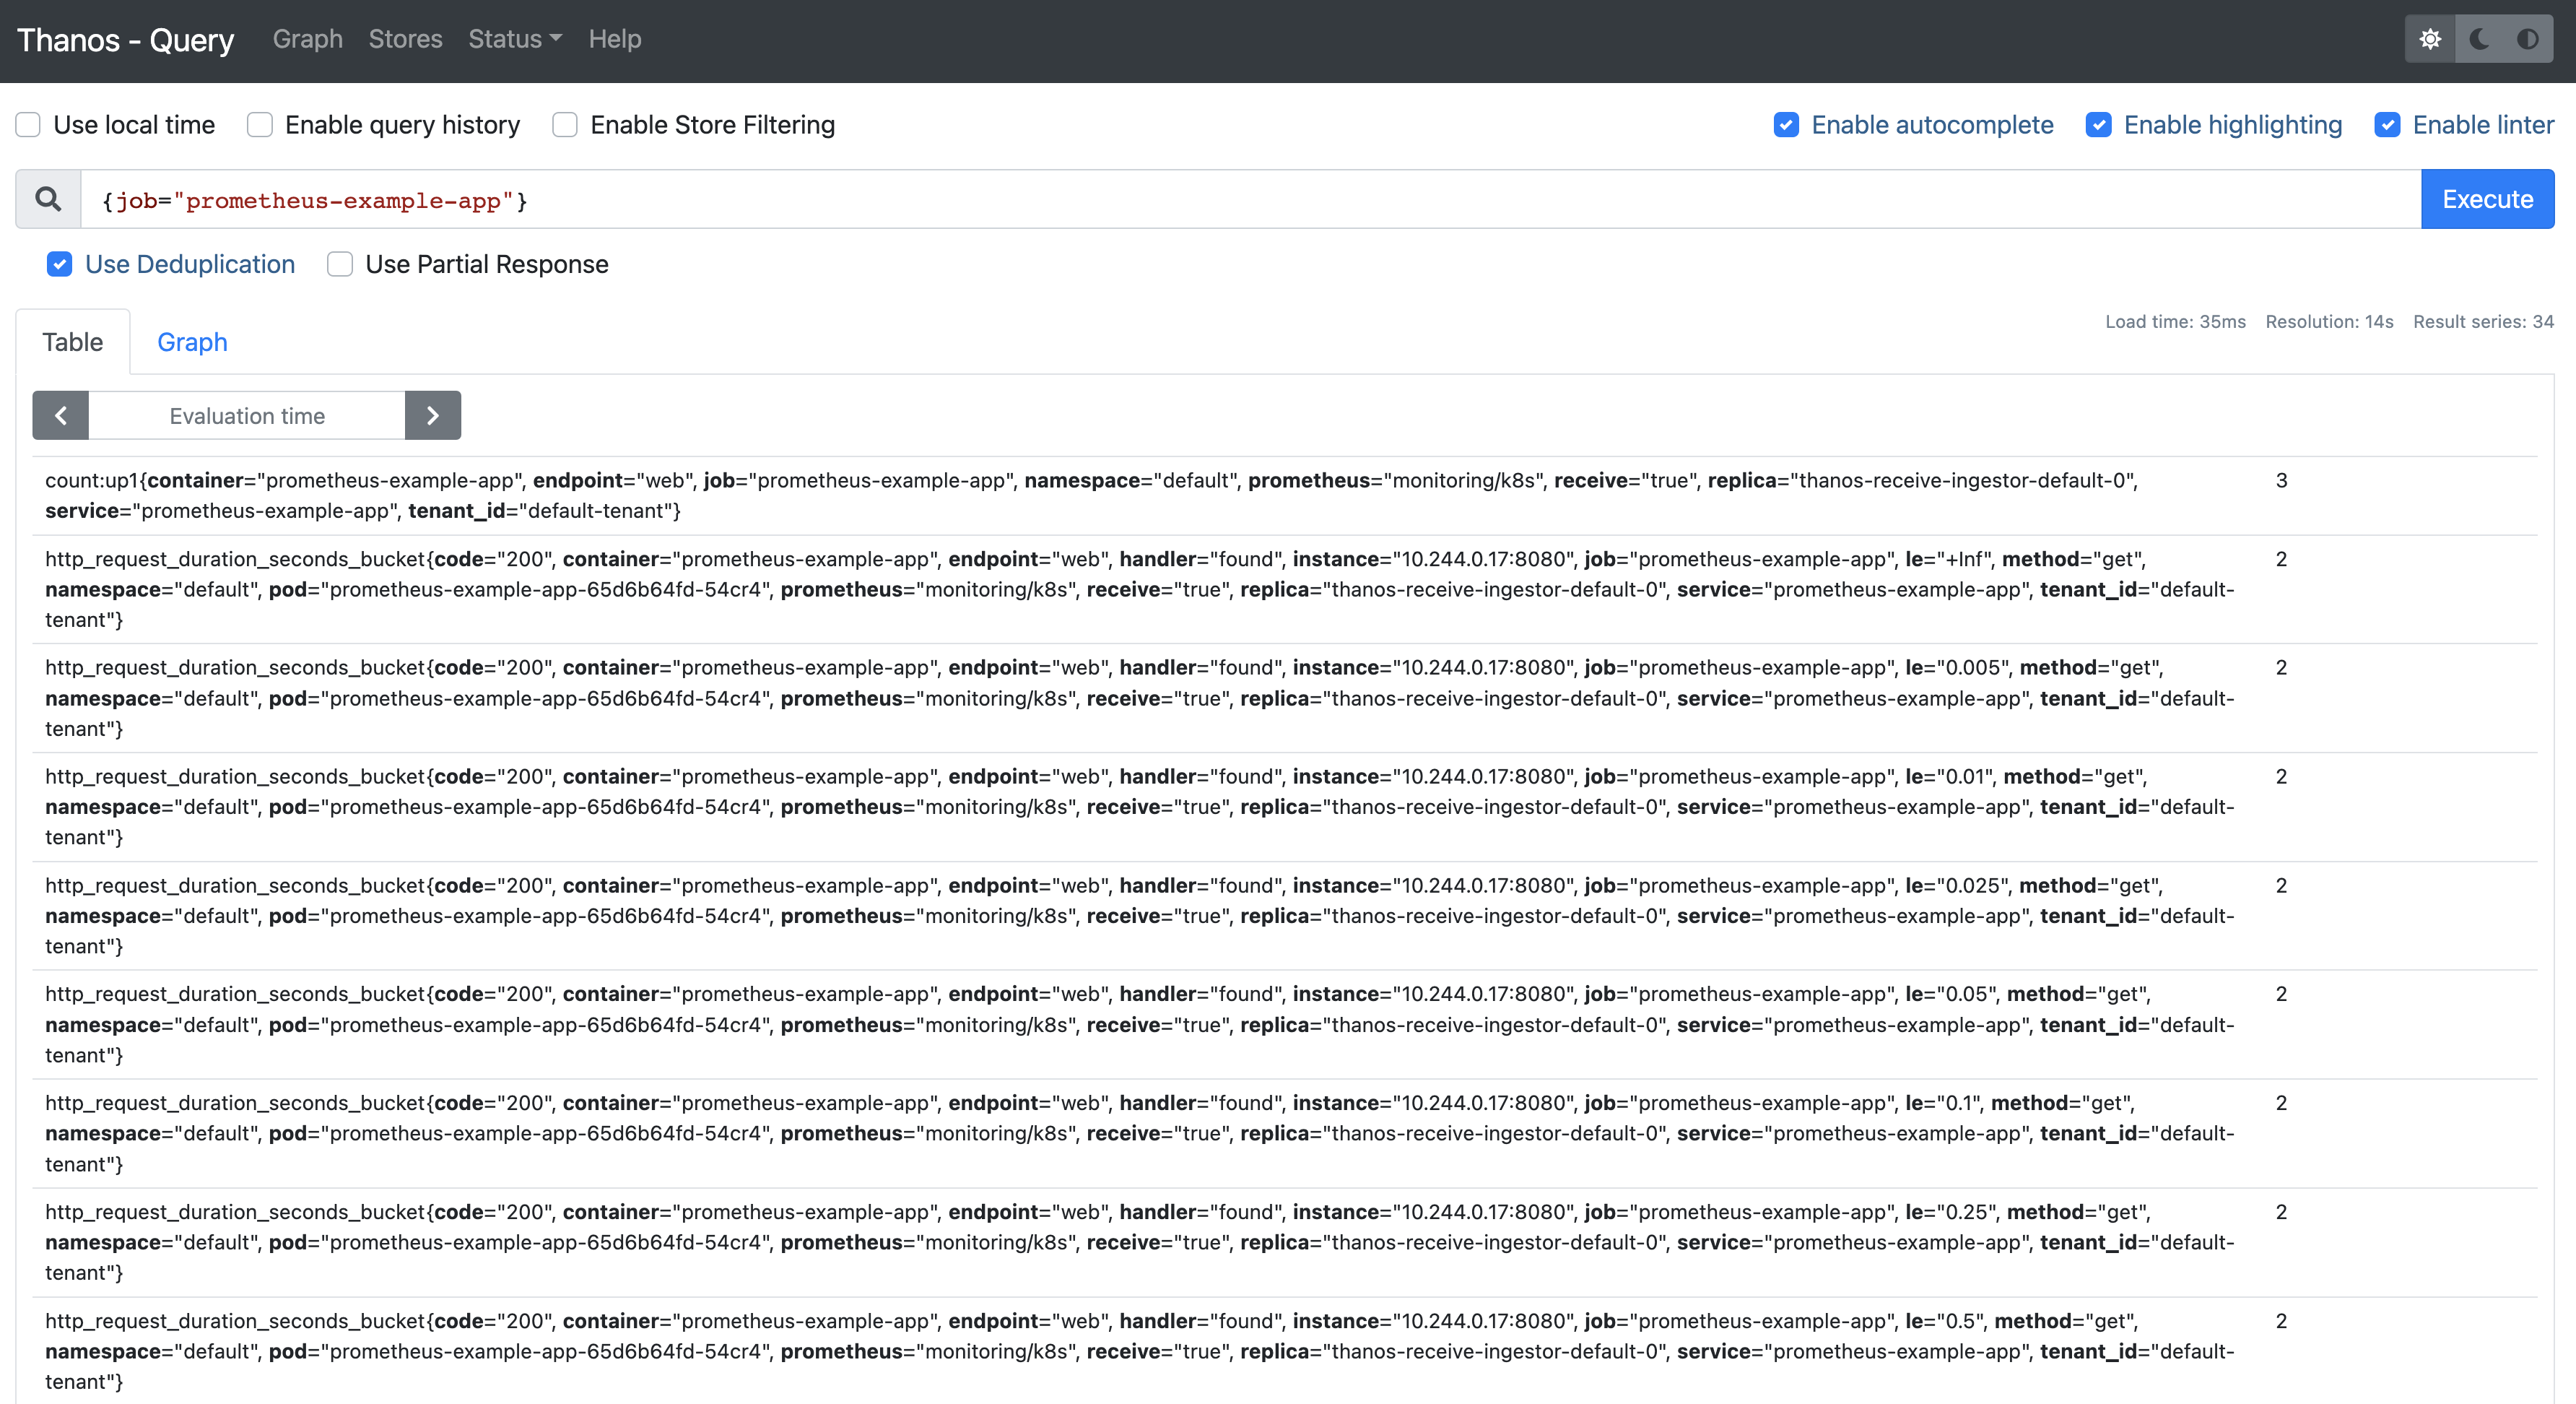 Thanos - Query Graph Stores Status Help
Use local time Enable query history Enable Store Filtering Enable autocomplete Enable highlighting Enable linter
{job="prometheus-example-app"} Execute
Use Deduplication Use Partial Response
Load time: 35ms Resolution: 14s Result series: 34
Table Graph
Evaluation time
count:up1{container="prometheus-example-app", endpoint="web", job="prometheus-example-app", namespace="default", prometheus="monitoring/k8s", receive="true", replica="thanos-receive-ingestor-default-0", 3
service="prometheus-example-app", tenant_id="default-tenant"}
http_request_duration_seconds_bucket{code="200", container="prometheus-example-app", endpoint="web", handler="found", instance="10.244.0.17:8080", job="prometheus-example-app", le="+Inf", method="get", 2
namespace="default", pod="prometheus-example-app-65d6b64fd-54cr4", prometheus="monitoring/k8s", receive="true", replica="thanos-receive-ingestor-default-0", service="prometheus-example-app", tenant_id="default-
tenant"}
http_request_duration_seconds_bucket{code="200", container="prometheus-example-app", endpoint="web", handler="found", instance="10.244.0.17:8080", job="prometheus-example-app", le="0.005", method="get", 2
namespace="default", pod="prometheus-example-app-65d6b64fd-54cr4", prometheus="monitoring/k8s", receive="true", replica="thanos-receive-ingestor-default-0", service="prometheus-example-app", tenant_id="default-
tenant"}
http_request_duration_seconds_bucket{code="200", container="prometheus-example-app", endpoint="web", handler="found", instance="10.244.0.17:8080", job="prometheus-example-app", le="0.01", method="get", 2
namespace="default", pod="prometheus-example-app-65d6b64fd-54cr4", prometheus="monitoring/k8s", receive="true", replica="thanos-receive-ingestor-default-0", service="prometheus-example-app", tenant_id="default-
tenant"}
http_request_duration_seconds_bucket{code="200", container="prometheus-example-app", endpoint="web", handler="found", instance="10.244.0.17:8080", job="prometheus-example-app", le="0.025", method="get", 2
namespace="default", pod="prometheus-example-app-65d6b64fd-54cr4", prometheus="monitoring/k8s", receive="true", replica="thanos-receive-ingestor-default-0", service="prometheus-example-app", tenant_id="default-
tenant"}
http_request_duration_seconds_bucket{code="200", container="prometheus-example-app", endpoint="web", handler="found", instance="10.244.0.17:8080", job="prometheus-example-app", le="0.05", method="get", 2
namespace="default", pod="prometheus-example-app-65d6b64fd-54cr4", prometheus="monitoring/k8s", receive="true", replica="thanos-receive-ingestor-default-0", service="prometheus-example-app", tenant_id="default-
tenant"}
http_request_duration_seconds_bucket{code="200", container="prometheus-example-app", endpoint="web", handler="found", instance="10.244.0.17:8080", job="prometheus-example-app", le="0.1", method="get", 2
namespace="default", pod="prometheus-example-app-65d6b64fd-54cr4", prometheus="monitoring/k8s", receive="true", replica="thanos-receive-ingestor-default-0", service="prometheus-example-app", tenant_id="default-
tenant"}
http_request_duration_seconds_bucket{code="200", container="prometheus-example-app", endpoint="web", handler="found", instance="10.244.0.17:8080", job="prometheus-example-app", le="0.25", method="get", 2
namespace="default", pod="prometheus-example-app-65d6b64fd-54cr4", prometheus="monitoring/k8s", receive="true", replica="thanos-receive-ingestor-default-0", service="prometheus-example-app", tenant_id="default-
tenant"}
http_request_duration_seconds_bucket{code="200", container="prometheus-example-app", endpoint="web", handler="found", instance="10.244.0.17:8080", job="prometheus-example-app", le="0.5", method="get", 2
namespace="default", pod="prometheus-example-app-65d6b64fd-54cr4", prometheus="monitoring/k8s", receive="true", replica="thanos-receive-ingestor-default-0", service="prometheus-example-app", tenant_id="default-
tenant"}